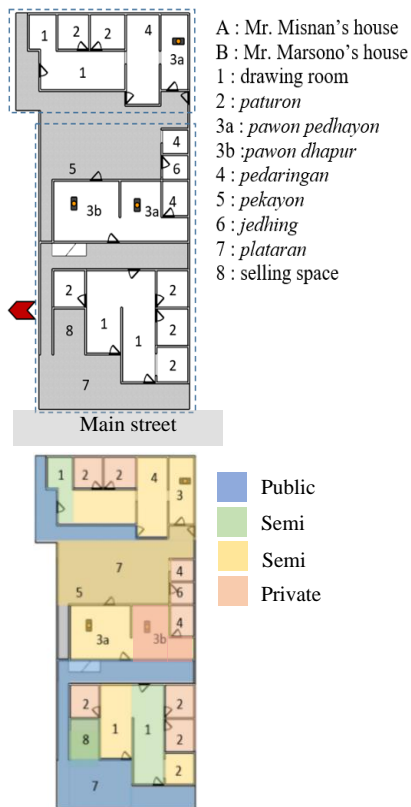 1 2 2 4
3a
1
4
6
5
3b 3a 4
2 2
8 1 1 2
2
7
Main street
A : Mr. Misnan’s house
B : Mr. Marsono’s house
1 : drawing room
2 : paturon
3a : pawon pedhayon
3b :pawon dhapur
4 : pedaringan
5 : pekayon
6 : jedhing
7 : plataran
8 : selling space
1 2 2 4 3
7
4
5 6
3a 3b 4
2 2
8 1 1 2
2
7
Public
Semi
Semi
Private